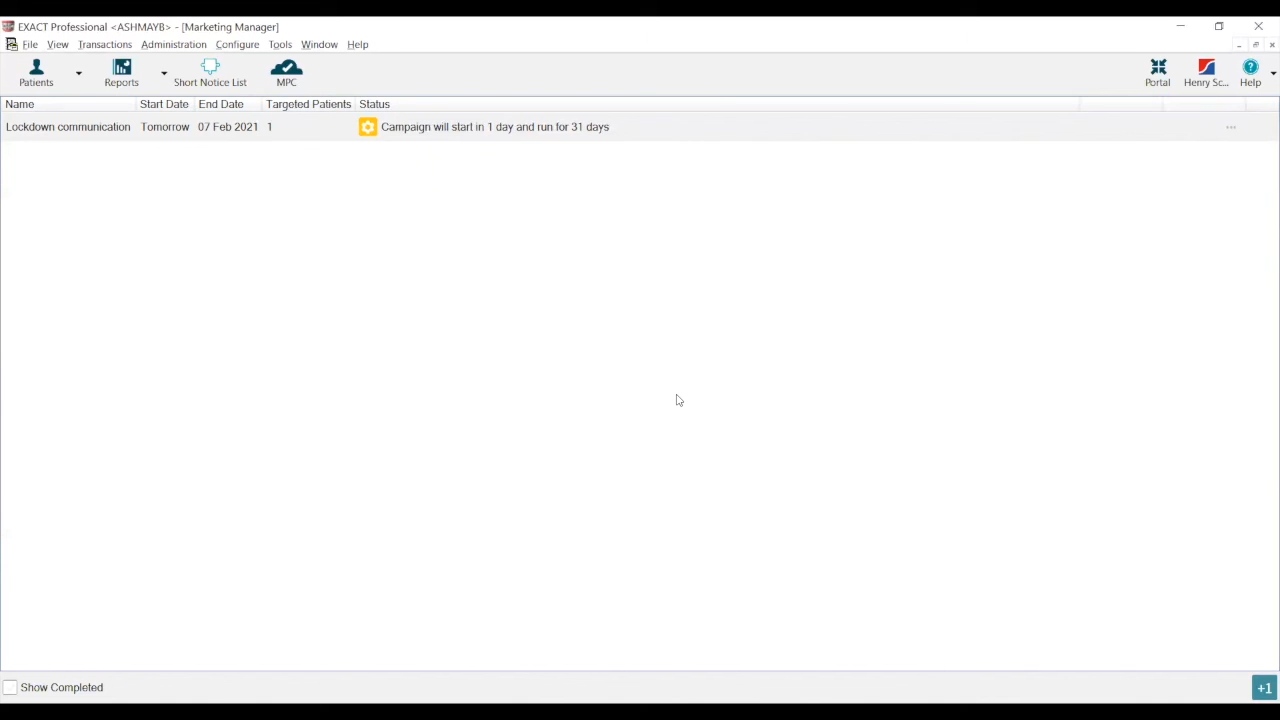 EXACT Professional <ASHMAYB> - [Marketing Manager]
File View Transactions Administration Configure Tools Window Help
Patients Reports Short Notice List MPC Portal Henry Sc... Help
Name Start Date End Date Targeted Patients Status
Lockdown communication Tomorrow 07 Feb 2021 1 Campaign will start in 1 day and run for 31 days ...
Show Completed +1